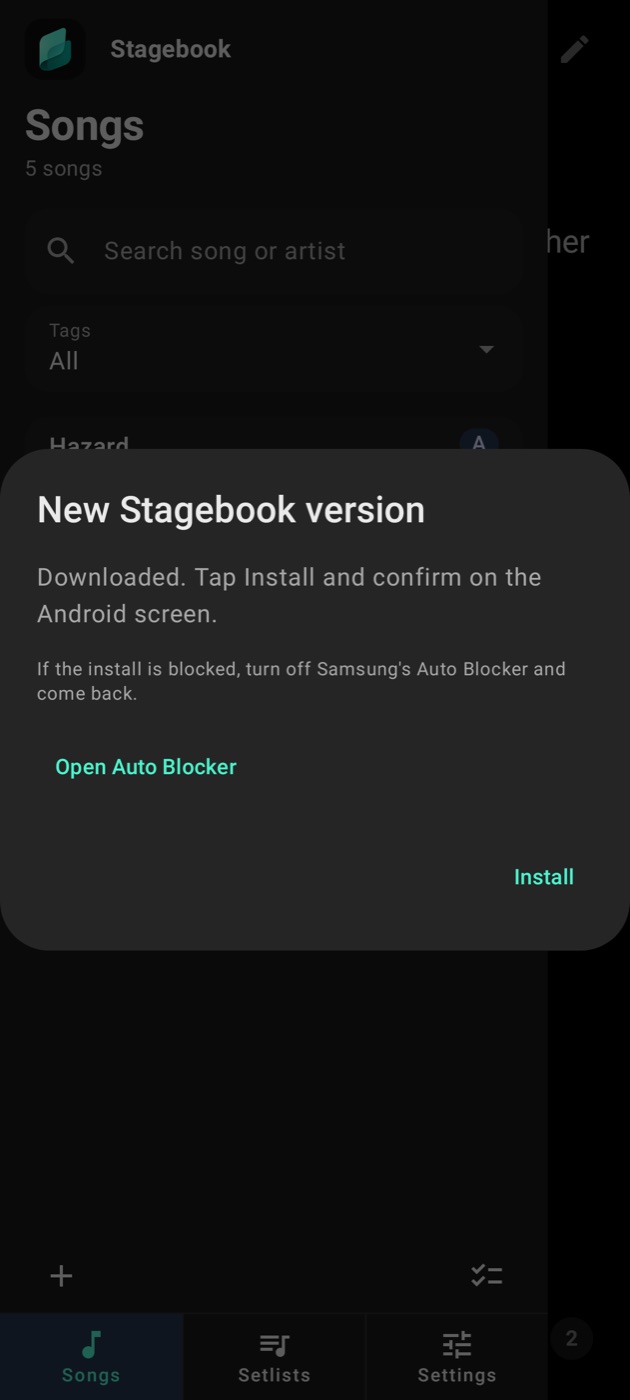 Stagebook
Songs
5 songs
her
Search song or artist
Tags
All
Hazard
A
New Stagebook version
Downloaded. Tap Install and confirm on the
Android screen.
If the install is blocked, turn off Samsung's Auto Blocker and
come back.
Open Auto Blocker
Install
2
Songs
Setlists
Settings